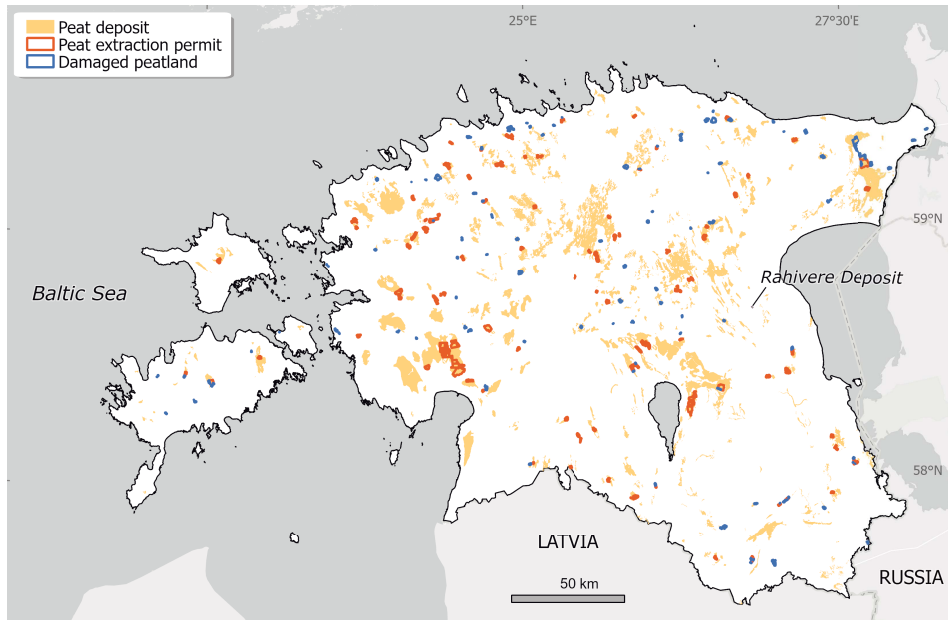 25°E
27°30'E
Peat deposit
Peat extraction permit
Damaged peatland
59°N
Rahivere Deposit
Baltic Sea
58°N
LATVIA
50 km
RUSSIA